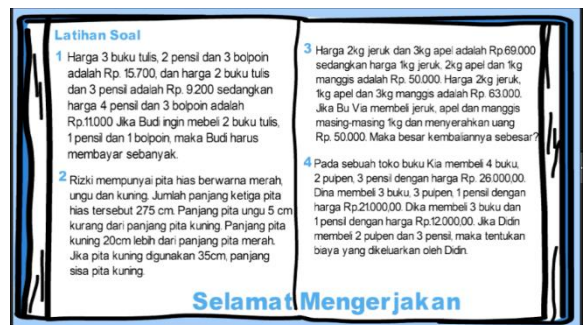 Latihan Soal
1 Harga 3 buku tulis, 2 pensil dan 3 bolpoin
adalah Rp. 15.700, dan harga 2 buku tulis
dan 3 pensil adalah Rp. 9.200 sedangkan
harga 4 pensil dan 3 bolpoin adalah
Rp.11.000 Jika Budi ingin mebeli 2 buku tulis,
1 pensil dan 1 bolpoin, maka Budi harus
membayar sebanyak.
2 Rizki mempunyai pita hias berwarna merah,
ungu dan kuning. Jumlah panjang ketiga pita
hias tersebut 275 cm. Panjang pita ungu 5 cm
kurang dari panjang pita kuning. Panjang pita
kuning 20cm lebih dari panjang pita merah.
Jika pita kuning digunakan 35cm, panjang
sisa pita kuning.
3 Harga 2kg jeruk dan 3kg apel adalah Rp.69.000
sedangkan harga 1kg jeruk, 2kg apel dan 1kg
manggis adalah Rp. 50.000. Harga 2kg jeruk,
1kg apel dan 3kg manggis adalah Rp. 63.000.
Jika Bu Via membeli jeruk, apel dan manggis
masing-masing 1kg dan menyerahkan uang
Rp. 50.000. Maka besar kembaiannya sebesar?
4 Pada sebuah toko buku Kia membeli 4 buku,
2 pulpen, 3 pensil dengan harga Rp. 26.000,00.
Dina membeli 3 buku, 3 pulpen, 1 pensil dengan
harga Rp.21.000,00. Dika membeli 3 buku dan
1 pensil dengan harga Rp.12.000,00. Jika Didin
membeli 2 pulpen dan 3 pensil, maka tentukan
biaya yang dikeluarkan oleh Didin.
Selamat Mengerjakan